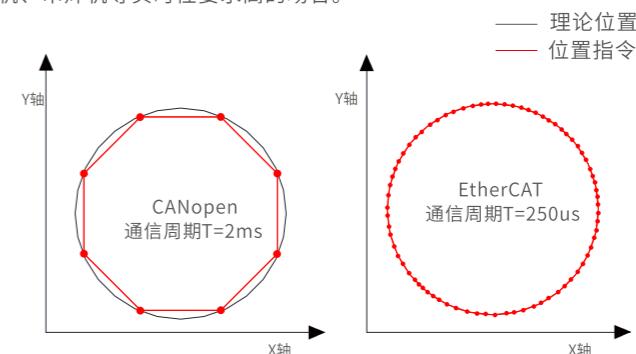 理论位置
位置指令
Y轴
CANopen
通信周期T=2ms
X轴
Y轴
EtherCAT
通信周期T=250us
X轴